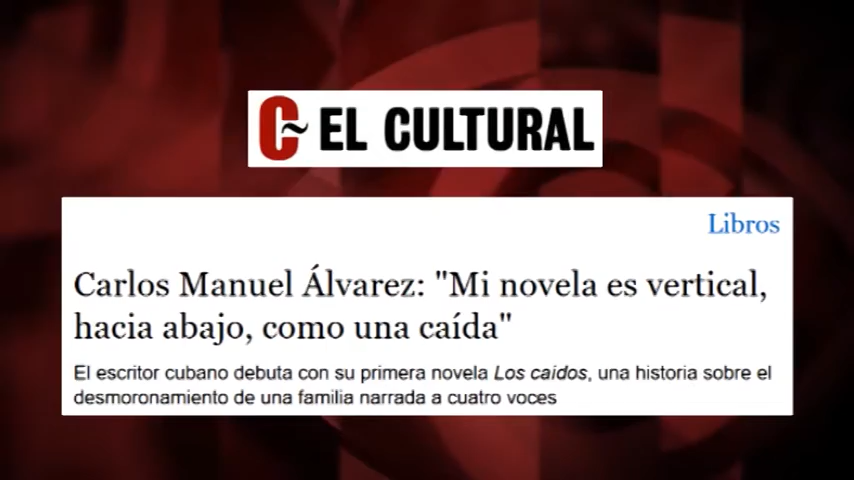 C~ EL CULTURAL
Libros
Carlos Manuel Álvarez: "Mi novela es vertical,
hacia abajo, como una caída"
El escritor cubano debuta con su primera novela Los caidos, una historia sobre el
desmoronamiento de una familia narrada a cuatro voces